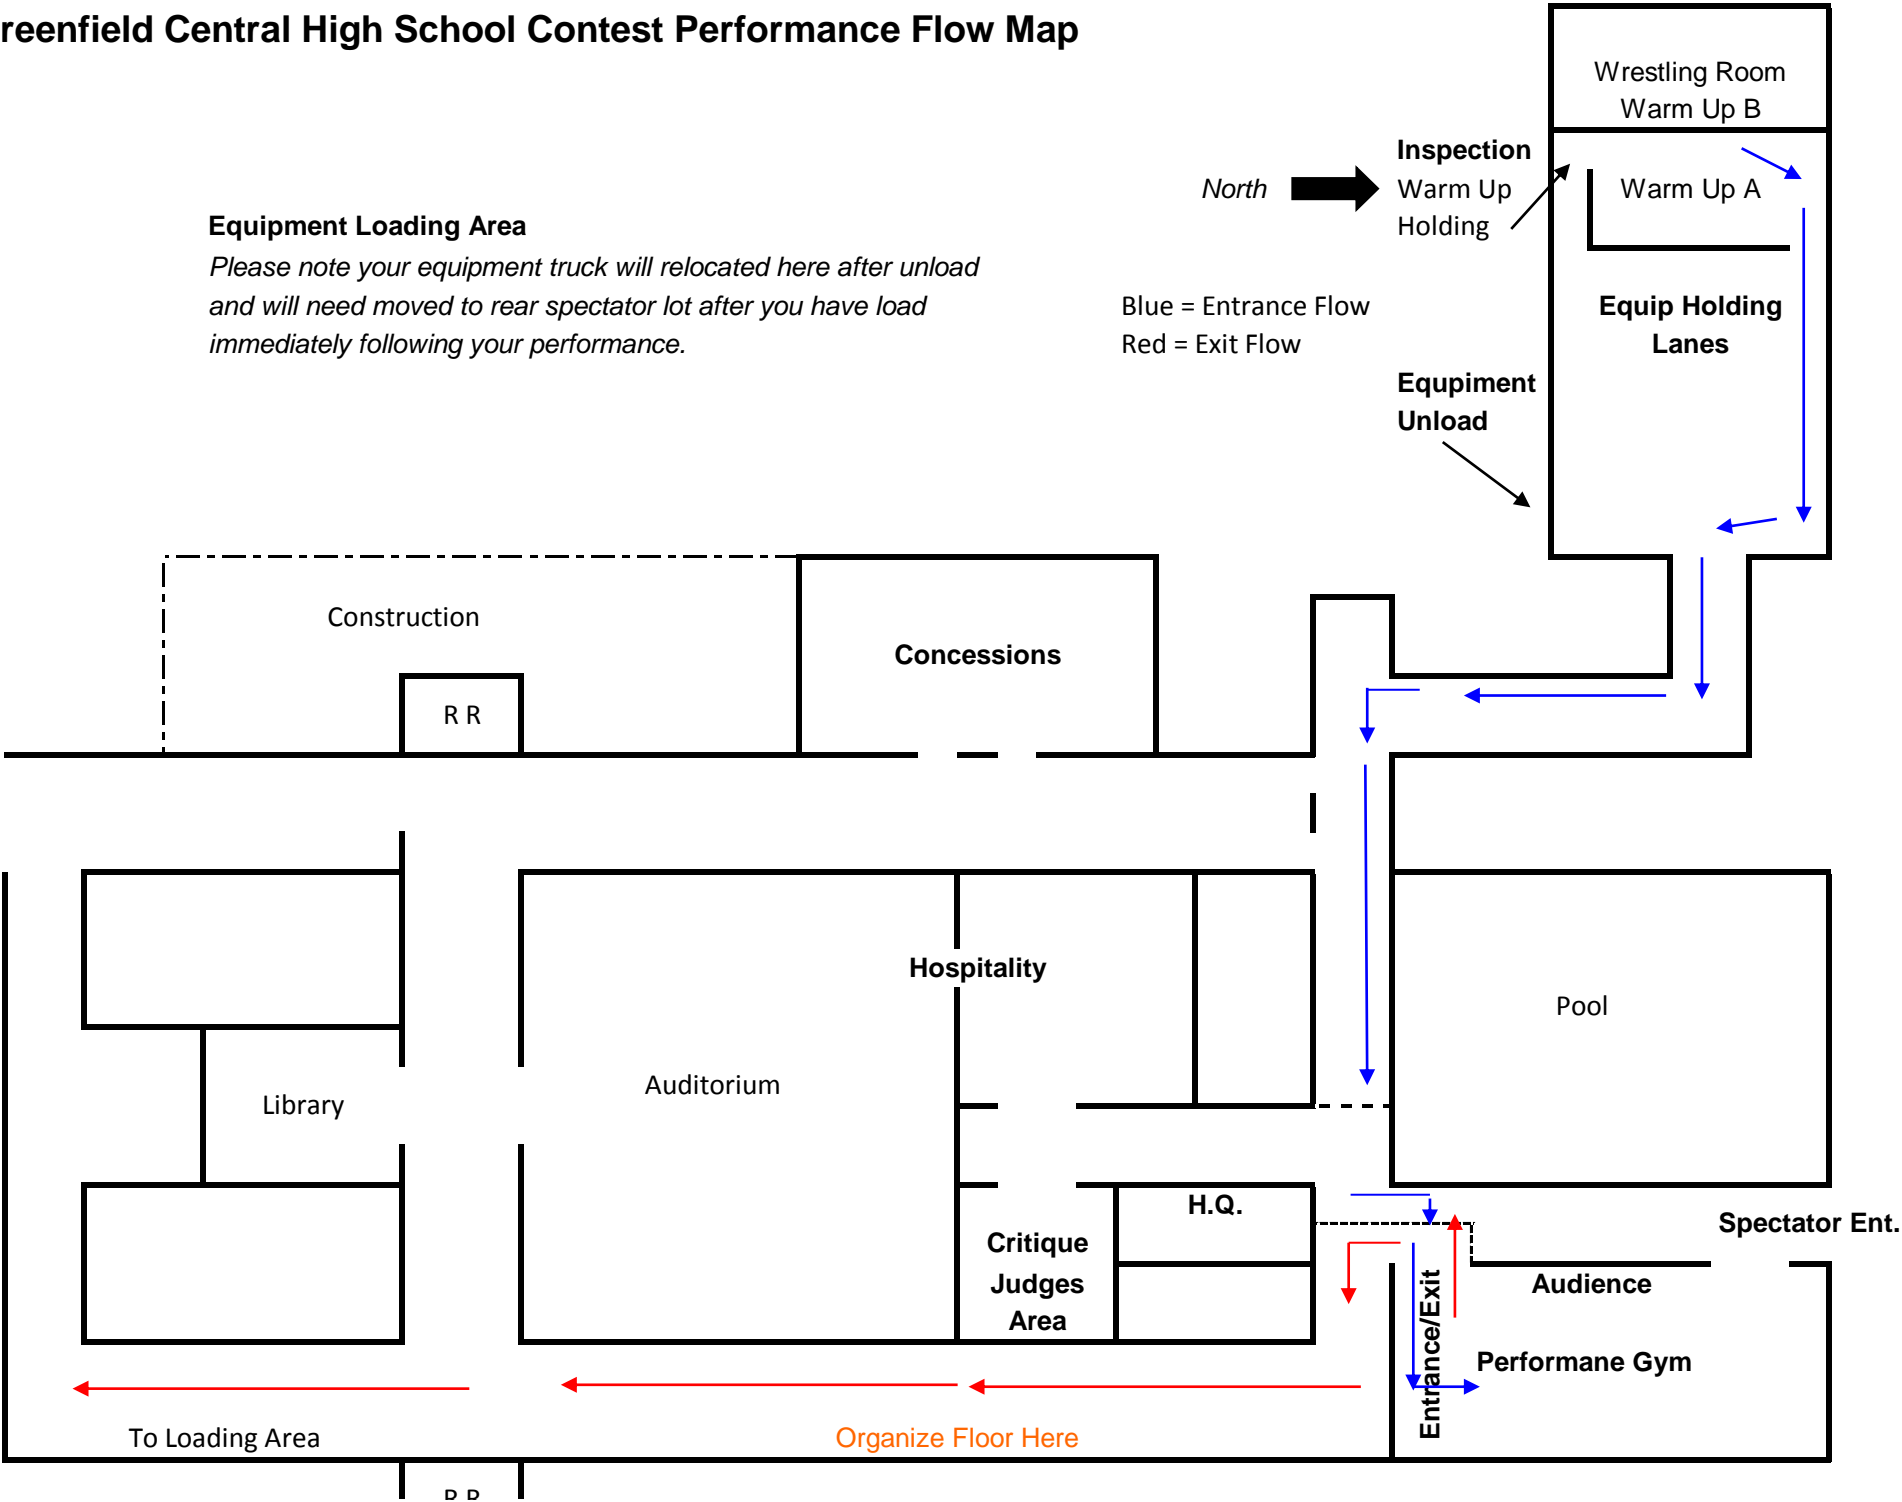 reenfield Central High School Contest Performance Flow Map
Wrestling Room
Warm Up B
Inspection
North
Warm Up
Holding
Warm Up A
Equipment Loading Area
Please note your equipment truck will relocated here after unload
and will need moved to rear spectator lot after you have load
immediately following your performance.
Blue = Entrance Flow
Red = Exit Flow
Equip Holding
Lanes
Equpiment
Unload
Construction
Concessions
R R
Hospitality
Pool
Auditorium
Library
H.Q.
Spectator Ent.
Critique
Judges
Area
Audience
Entrance/Exit
Performane Gym
To Loading Area
Organize Floor Here
R R